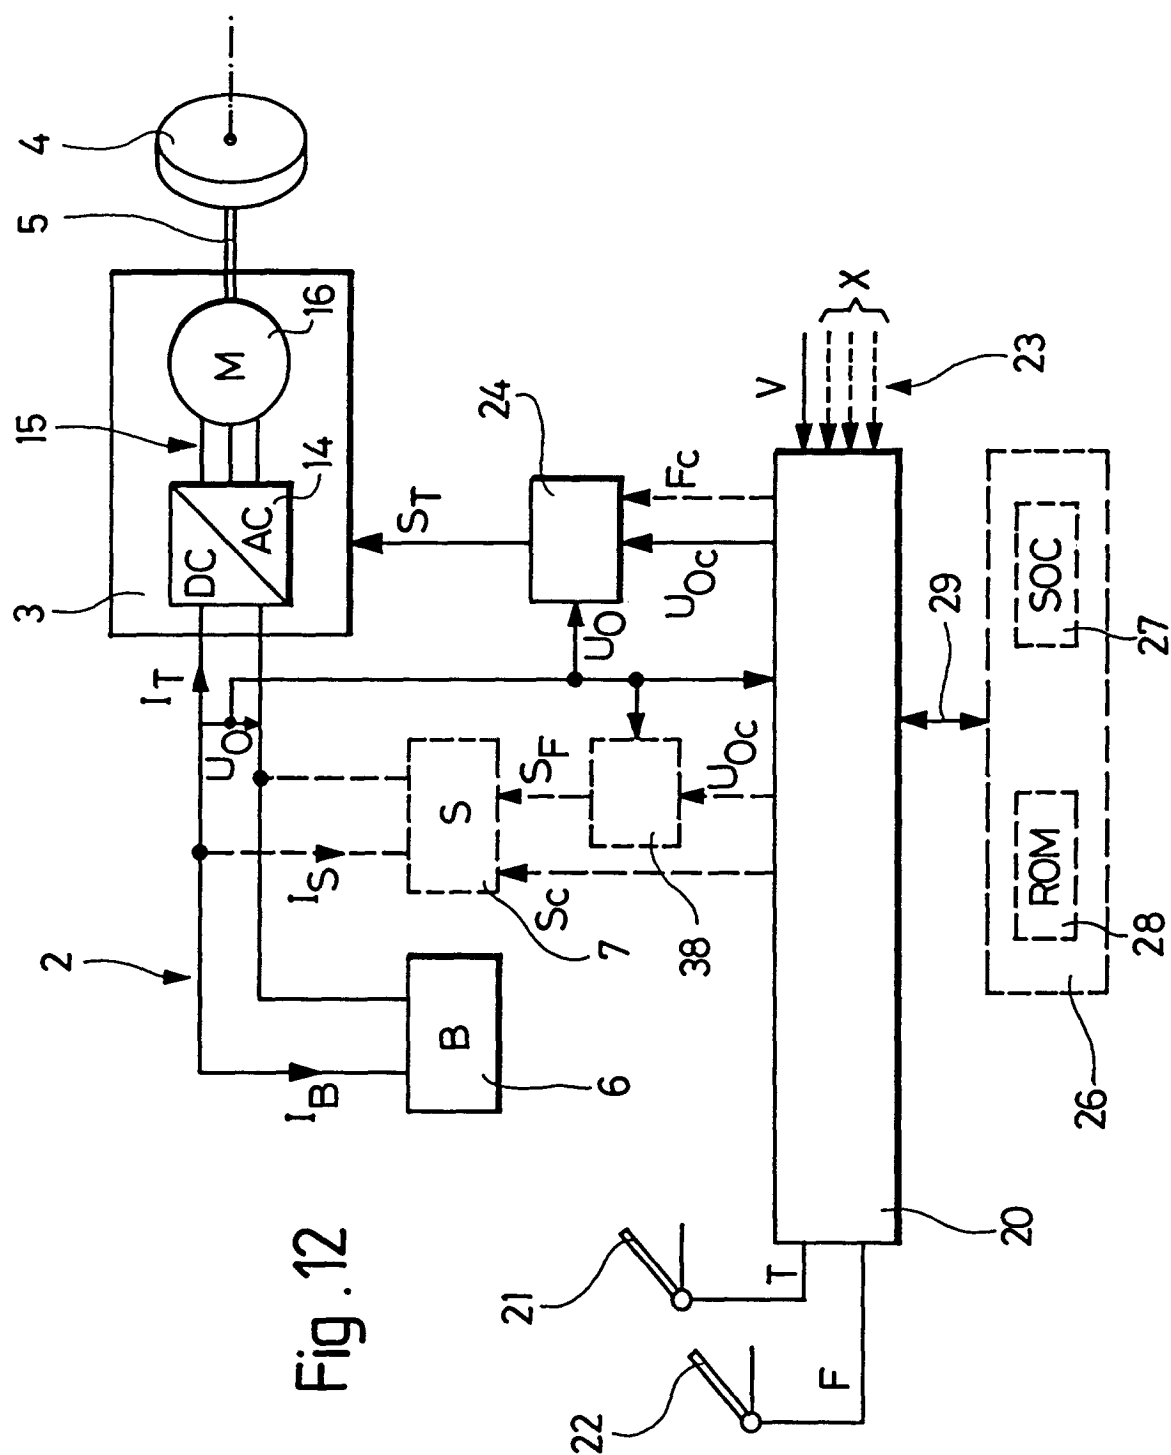 Fig. 12
4
5
16
M
15
14
DC
AC
3
I_T
U_O
2
I_B
I_S
B
6
S
7
S_C
S_F
38
U_OC
U_O
S_T
24
U_OC
F_C
V
X
23
20
21
T
22
F
29
SOC
27
ROM
28
26